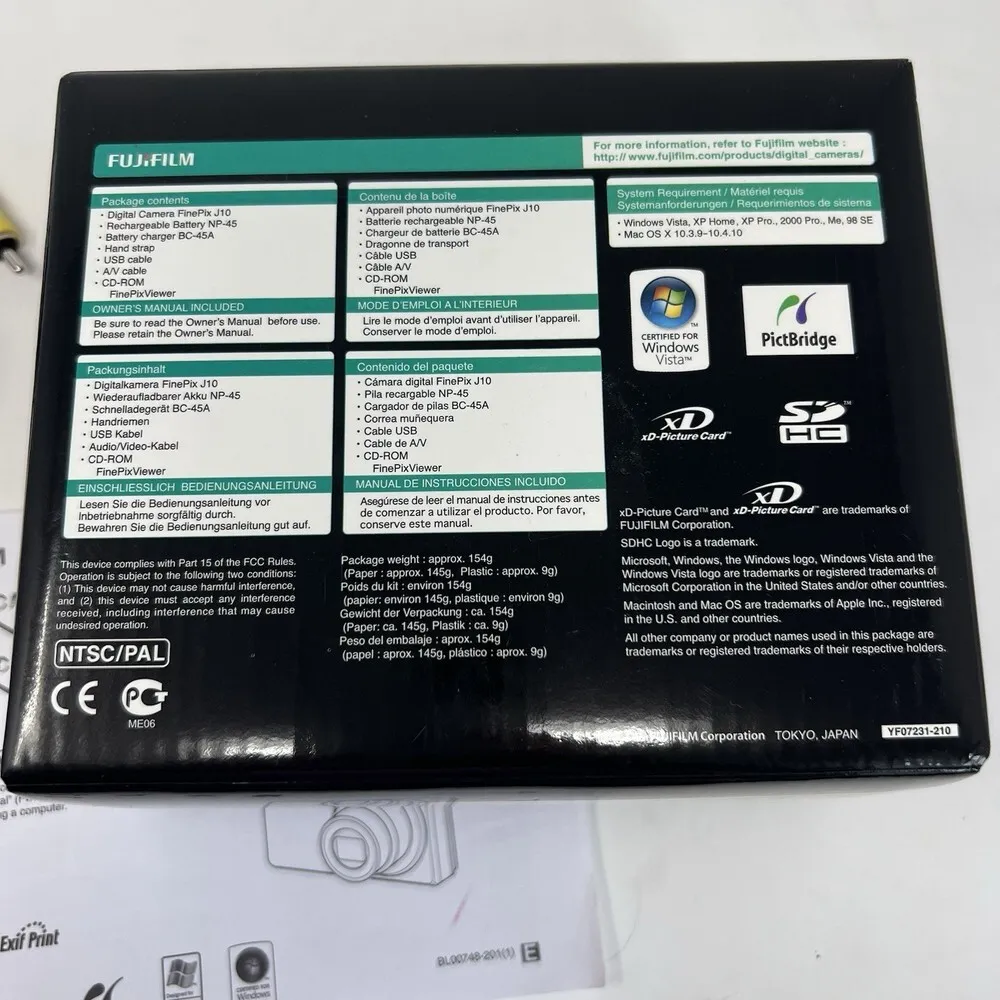 FUJIFILM
For more information, refer to Fujifilm website :
http:// www.fujifilm.com/products/digital_cameras/
Package contents
· Digital Camera FinePix J10
· Rechargeable Battery NP-45
· Battery charger BC-45A
· Hand strap
· USB cable
· A/V cable
· CD-ROM
FinePixViewer
OWNER'S MANUAL INCLUDED
Be sure to read the Owner's Manual before use.
Please retain the Owner's Manual.
Contenu de la boîte
· Appareil photo numérique FinePix J10
· Batterie rechargeable NP-45
· Chargeur de batterie BC-45A
· Dragonne de transport
· Câble USB
· Câble A/V
· CD-ROM
FinePixViewer
MODE D'EMPLOI A L'INTERIEUR
Lire le mode d'emploi avant d'utiliser l'appareil.
Conserver le mode d'emploi.
System Requirement / Matériel requis
Systemanforderungen / Requerimientos de sistema
· Windows Vista, XP Home, XP Pro., 2000 Pro., Me, 98 SE
· Mac OS X 10.3.9-10.4.10
CERTIFIED FOR
Windows
Vista™
PictBridge
Packungsinhalt
· Digitalkamera FinePix J10
· Wiederaufladbarer Akku NP-45
· Schnelladegerät BC-45A
· Handriemen
· USB Kabel
· Audio/Video-Kabel
· CD-ROM
FinePixViewer
EINSCHLIESSLICH BEDIENUNGSANLEITUNG
Lesen Sie die Bedienungsanleitung vor
Inbetriebnahme sorgfältig durch.
Bewahren Sie die Bedienungsanleitung gut auf.
Contenido del paquete
· Cámara digital FinePix J10
· Pila recargable NP-45
· Cargador de pilas BC-45A
· Correa muñequera
· Cable USB
· Cable de A/V
· CD-ROM
FinePixViewer
MANUAL DE INSTRUCCIONES INCLUIDO
Asegúrese de leer el manual de instrucciones antes
de comenzar a utilizar el producto. Por favor,
conserve este manual.
xD
xD-Picture Card™
SD™
HC
xD
xD-Picture Card™ and xD-Picture Card™ are trademarks of
FUJIFILM Corporation.
SDHC Logo is a trademark.
Microsoft, Windows, the Windows logo, Windows Vista and the
Windows Vista logo are trademarks or registered trademarks of
Microsoft Corporation in the United States and/or other countries.
Macintosh and Mac OS are trademarks of Apple Inc., registered
in the U.S. and other countries.
All other company or product names used in this package are
trademarks or registered trademarks of their respective holders.
This device complies with Part 15 of the FCC Rules.
Operation is subject to the following two conditions:
(1) This device may not cause harmful interference,
and (2) this device must accept any interference
received, including interference that may cause
undesired operation.
NTSC/PAL
CE
ME06
Package weight : approx. 154g
(Paper : approx. 145g, Plastic : approx. 9g)
Poids du kit : environ 154g
(papier: environ 145g, plastique : environ 9g)
Gewicht der Verpackung : ca. 154g
(Paper: ca. 145g, Plastik : ca. 9g)
Peso del embalaje : aprox. 154g
(papel : aprox. 145g, plástico : aprox. 9g)
FUJIFILM Corporation TOKYO, JAPAN
YF07231-210
g a computer.
Exif Print
BL00748-201(1) E
Windows